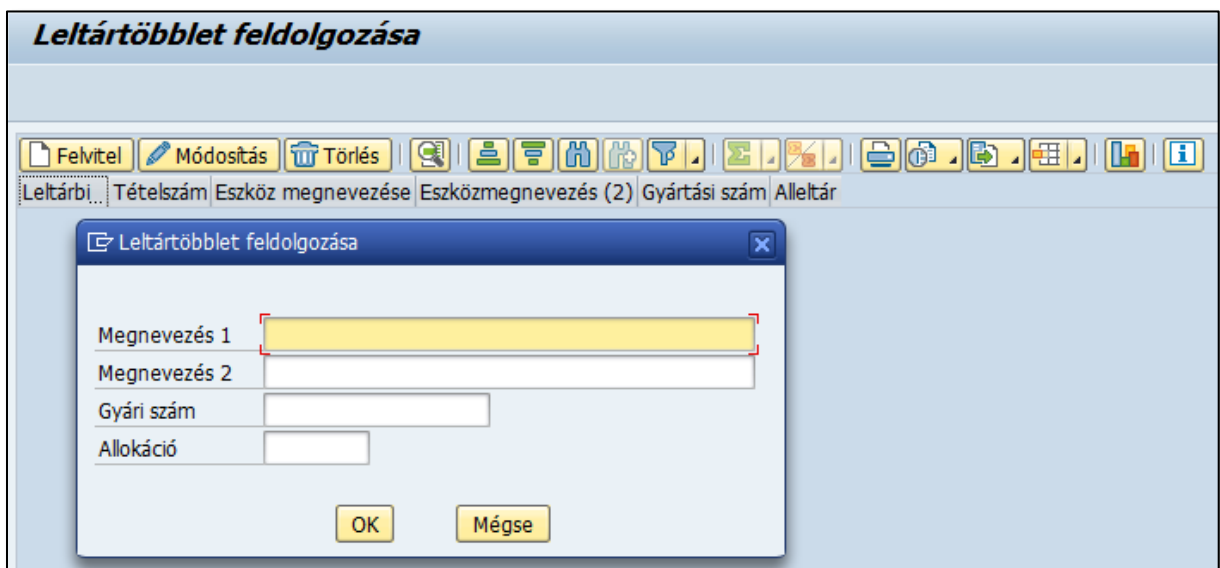 Leltártöbblet feldolgozása
Felvitel Módosítás Törlés
Leltárbi... Tételszám Eszköz megnevezése Eszközmegnevezés (2) Gyártási szám Alleltár
Leltártöbblet feldolgozása
Megnevezés 1
Megnevezés 2
Gyári szám
Allokáció
OK Mégse